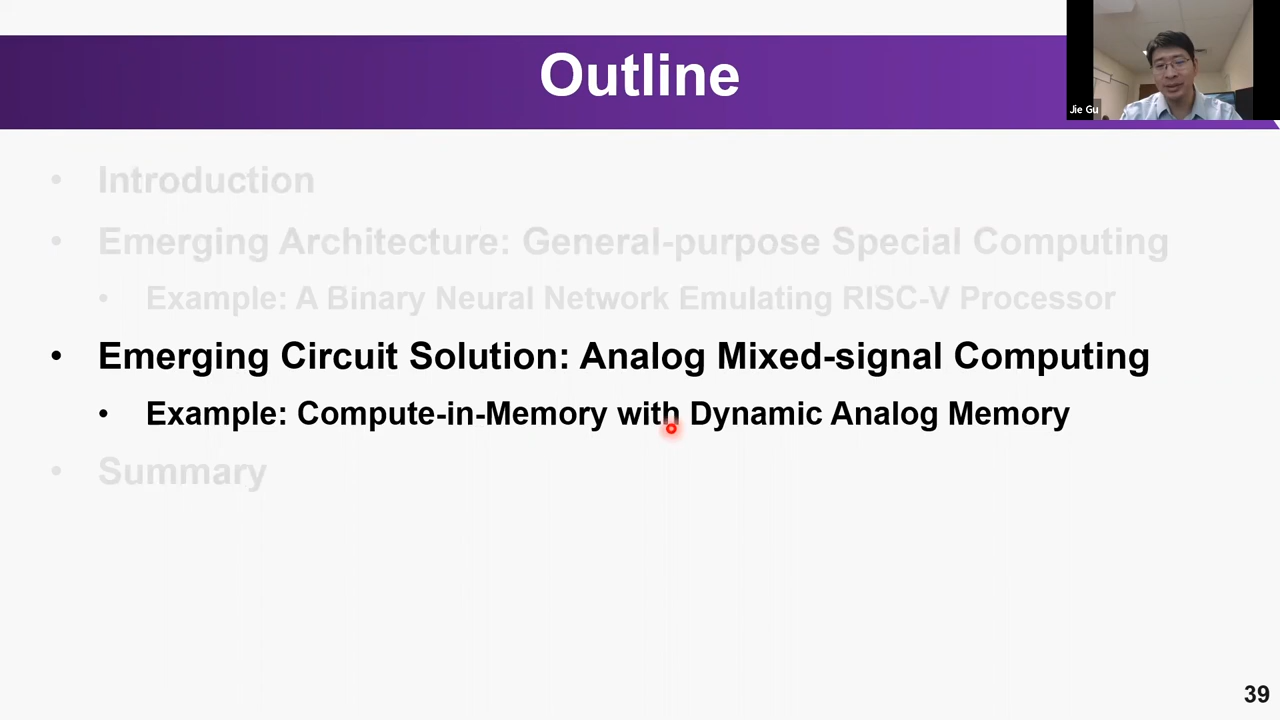 Outline
Jie Gu
• Introduction
• Emerging Architecture: General-purpose Special Computing
• Example: A Binary Neural Network Emulating RISC-V Processor
• Emerging Circuit Solution: Analog Mixed-signal Computing
• Example: Compute-in-Memory with Dynamic Analog Memory
• Summary
39